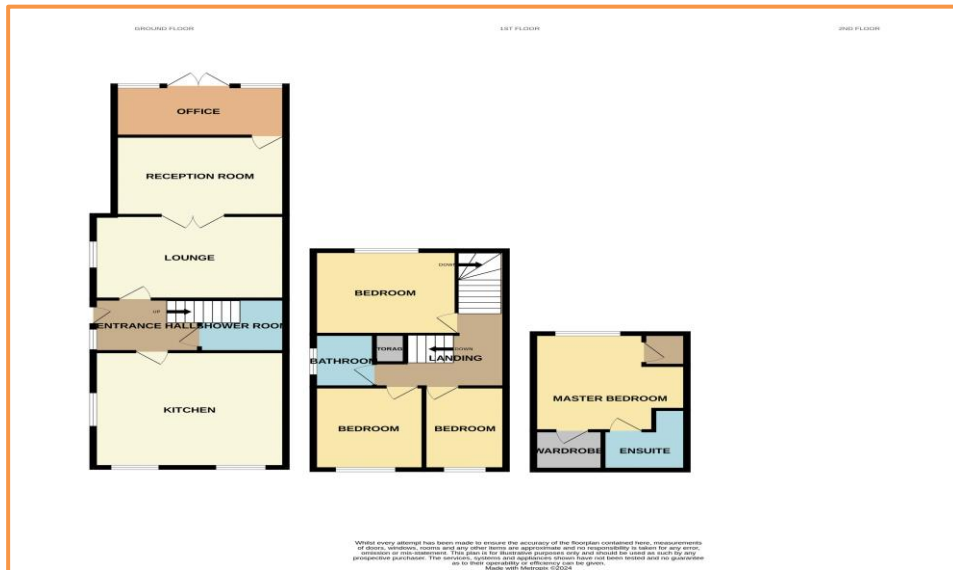 GROUND FLOOR
1ST FLOOR
2ND FLOOR
OFFICE
RECEPTION ROOM
LOUNGE
UP
ENTRANCE HALL
SHOWER ROOM
KITCHEN
DOWN
BEDROOM
BATHROOM
TORAG
DOWN
LANDING
BEDROOM
BEDROOM
MASTER BEDROOM
WARDROBE
ENSUITE
Whilst every attempt has been made to ensure the accuracy of the floorplan contained here, measurements
of doors, windows, rooms and any other items are approximate and no responsibility is taken for any error,
omission or mis-statement. This plan is for illustrative purposes only and should be used as such by any
prospective purchaser. The services, systems and appliances shown have not been tested and no guarantee
as to their operability or efficiency can be given.
Made with Metropix ©2024